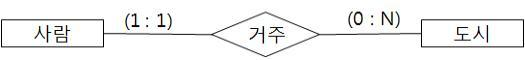 사람 (1 : 1) 거주 (0 : N) 도시